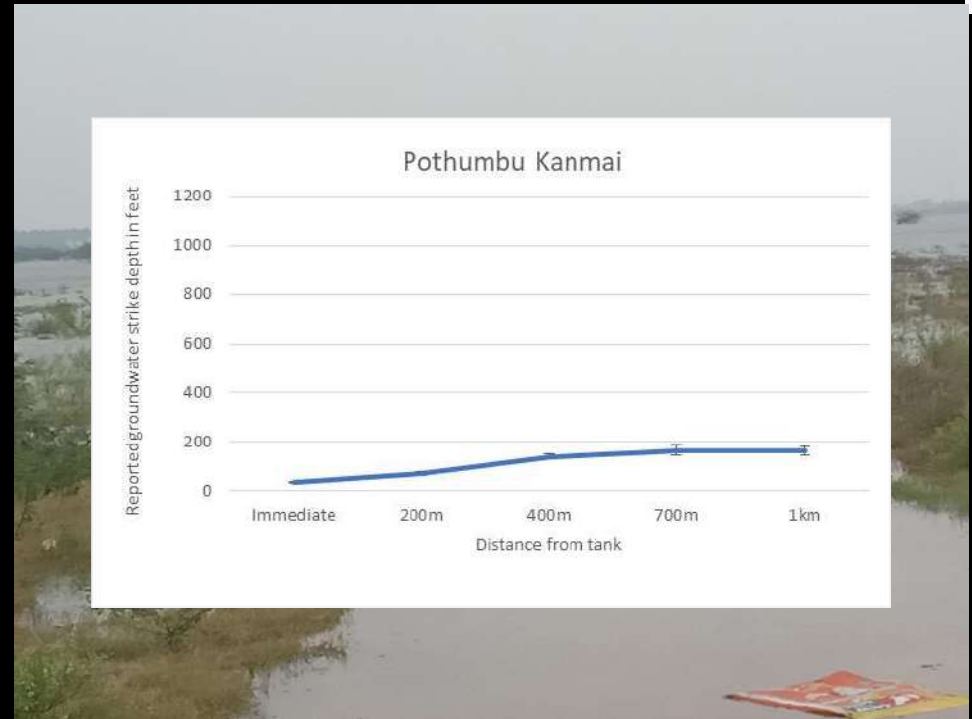 Pothumbu Kanmai
Reportedgroundwater strike depth in feet
1200
1000
800
600
400
200
0
Immediate 200m 400m 700m 1km
Distance from tank